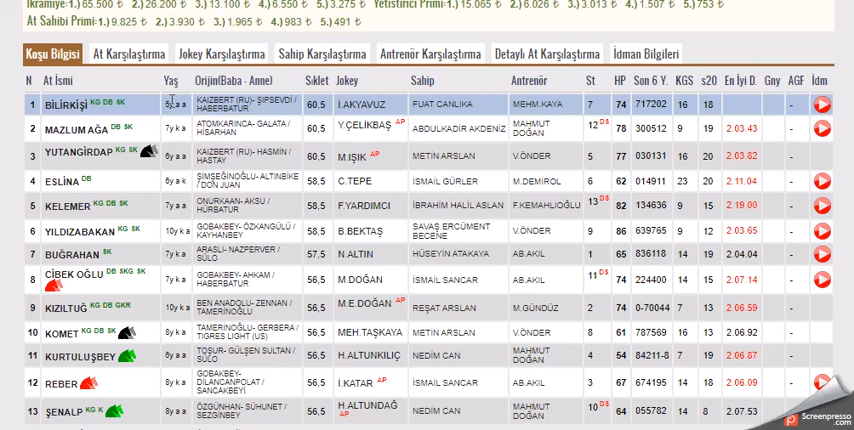 İkramiye:1.) 65.500 ₺ 2.) 26.200 ₺ 3.) 13.100 ₺ 4.) 6.550 ₺ 5.) 3.275 ₺ Yetiştirici Primi:1.) 15.065 ₺ 2.) 6.026 ₺ 3.) 3.013 ₺ 4.) 1.507 ₺ 5.) 753 ₺
At Sahibi Primi:1.) 9.825 ₺ 2.) 3.930 ₺ 3.) 1.965 ₺ 4.) 983 ₺ 5.) 491 ₺
Koşu Bilgisi At Karşılaştırma Jokey Karşılaştırma Sahip Karşılaştırma Antrenör Karşılaştırma Detaylı At Karşılaştırma İdman Bilgileri
N At İsmi Yaş Orijin(Baba - Anne) Sıklet Jokey Sahip Antrenör St HP Son 6 Y. KGS s20 En İyi D. Gny AGF İdm
1 BİLİRKİŞİ KG DB SK a a KAIZBERT (RU)- ŞIPSEVDİ / HABERBATUR 60,5 İ.AKYAVUZ FUAT CANLIKA MEHM.KAYA 7 74 717202 16 18 -
2 MAZLUM AĞA DB SK 7y k a ATOMKARINCA- GALATA / HİSARHAN 60,5 Y.ÇELİKBAŞ AP ABDULKADİR AKDENİZ MAHMUT DOĞAN 12 DS 78 300512 9 19 2.03.43 -
3 YUTANGİRDAP KG SK 6y a a KAIZBERT (RU)- HASMİN / HASTAY 60,5 M.IŞIK AP METİN ARSLAN V.ÖNDER 5 77 030131 16 20 2.03.82 -
4 ESLİNA DB 6y a k ŞİMŞEĞİNOĞLU- ALTINBİKE / DON JUAN 58,5 C.TEPE İSMAİL GÜRLER M.DEMIROL 6 62 014911 23 20 2.11.04 -
5 KELEMER KG DB SK 7y a a ONURKAAN- AKSU / HÜRBATUR 58,5 F.YARDIMCI İBRAHİM HALİL ASLAN F.KEMAHLIOĞLU 13 DS 82 134636 9 15 2.19.00 -
6 YILDIZABAKAN KG SK 10y k a GOBAKBEY- ÖZKANGÜLÜ / KAYHANBEY 58,5 B.BEKTAŞ SAVAŞ ERCÜMENT BECENE V.ÖNDER 9 86 639765 9 12 2.03.65 -
7 BUĞRAHAN SK 7y k a ARASLI- NAZPERVER / SÜLO 57,5 N.ALTIN HÜSEYİN ATAKAYA AB.AKIL 1 65 836118 14 19 2.04.04 -
8 CİBEK OĞLU DB SKG SK 7y k a GOBAKBEY- AHKAM / HABERBATUR 56,5 M.DOĞAN İSMAİL SANCAR AB.AKIL 11 DS 74 224400 14 15 2.07.14 -
9 KIZILTUĞ KG DB GKR 10y k a BEN ANADOLU- ZENNAN / TAMERİNOĞLU 56,5 M.E.DOĞAN AP REŞAT ARSLAN M.GÜNDÜZ 2 74 0-70044 7 13 2.06.59 -
10 KOMET KG DB SK 8y k a TAMERİNOĞLU- GERBERA / TIGRES LIGHT (US) 56,5 MEH.TAŞKAYA METİN ARSLAN V.ÖNDER 8 61 787569 16 13 2.06.92 -
11 KURTULUŞBEY 6y a a TOSUR- GÜLŞEN SULTAN / SÜLO 56,5 H.ALTUNKILIÇ NEDİM CAN MAHMUT DOĞAN 4 54 84211-8 7 19 2.06.87 -
12 REBER 8y k a GOBAKBEY- DİLANCANPOLAT / SANCAKBEYİ 56,5 İ.KATAR AP İSMAİL SANCAR AB.AKIL 3 67 674195 14 18 2.06.09 -
13 ŞENALP KG K 8y a a ÖZGÜNHAN- SÜHUNET / SEZGİNBEY 56,5 H.ALTUNDAĞ AP NEDİM CAN MAHMUT DOĞAN 10 DS 64 055782 14 8 2.07.53 -
Screenpresso
.com